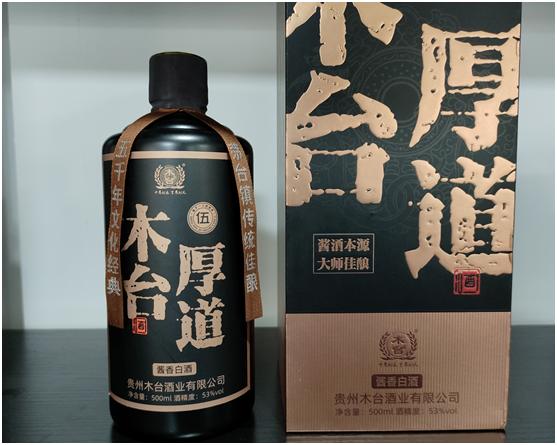 五千年文化经典
茅台镇传统佳酿
木台
伍
木台
厚道
酒
酱香白酒
贵州木台酒业有限公司
净含量：500ml 酒精度：53%vol
木台
厚道
酱酒本源
大师佳酿
酒
木台
酱香白酒
贵州木台酒业有限公司
净含量：500ml 酒精度：53%vol